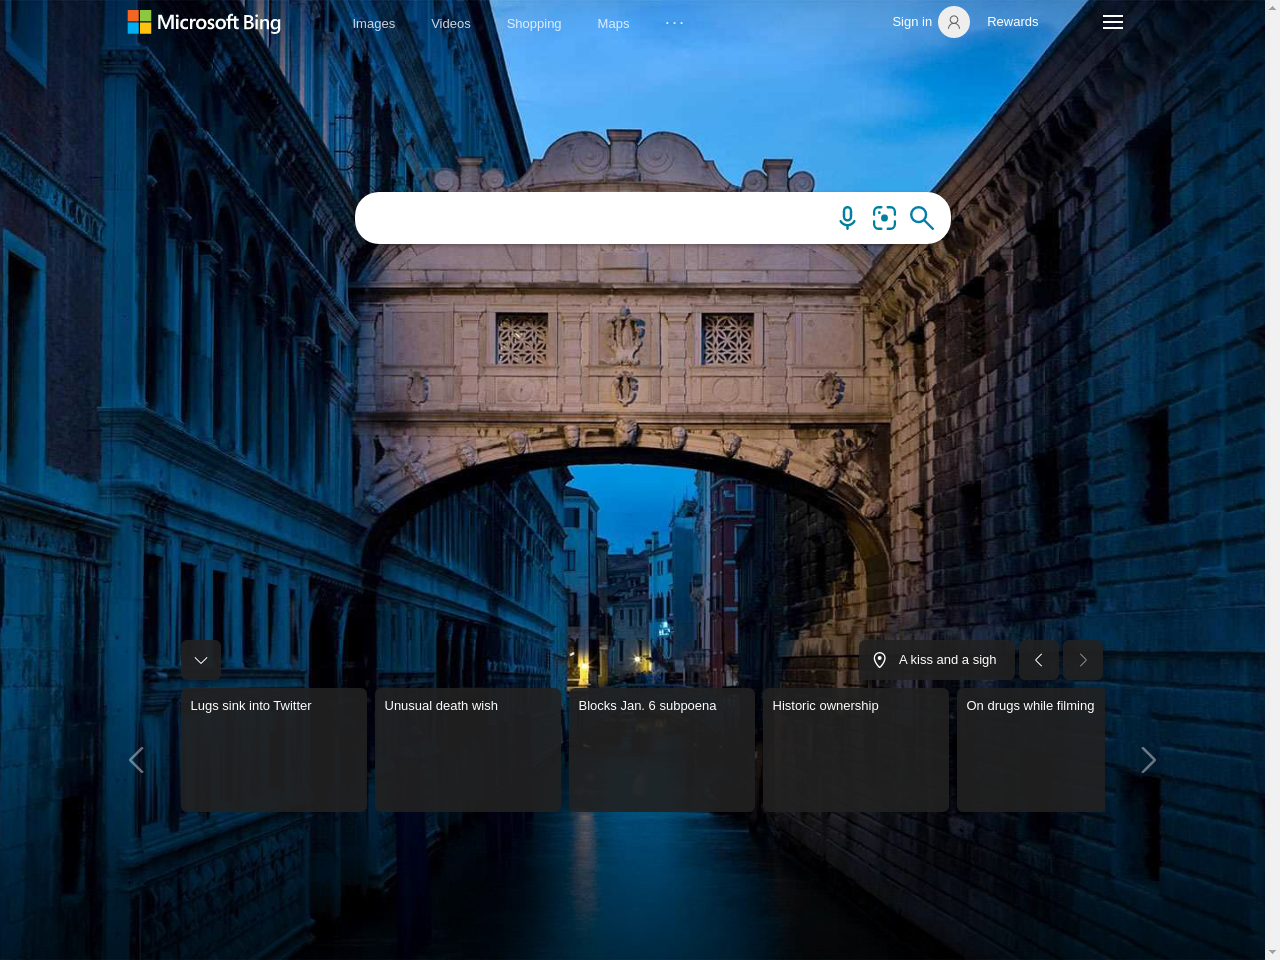 Microsoft Bing
Images
Videos
Shopping
Maps
Sign in
Rewards
A kiss and a sigh
Lugs sink into Twitter
Unusual death wish
Blocks Jan. 6 subpoena
Historic ownership
On drugs while filming